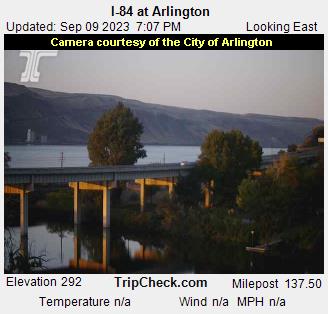 I-84 at Arlington
Updated: Sep 09 2023 7:07 PM Looking East
Camera courtesy of the City of Arlington
Elevation 292 TripCheck.com Milepost 137.50
Temperature n/a Wind n/a MPH n/a